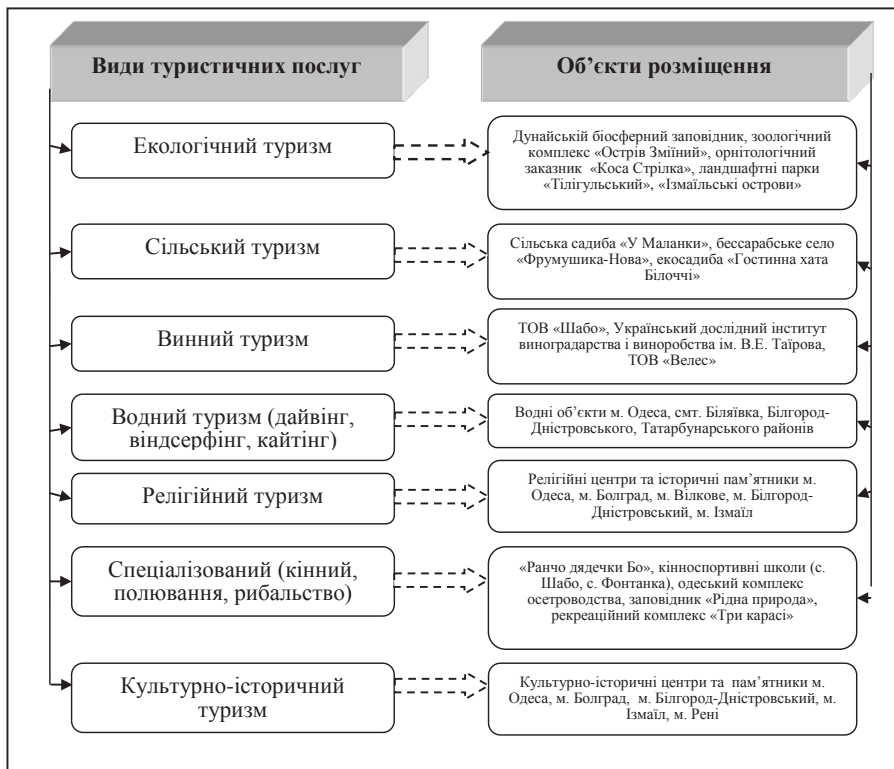 Види туристичних послуг
Об’єкти розміщення
Екологічний туризм
Дунайській біосферний заповідник, зоологічний
комплекс «Острів Зміїний», орнітологічний
заказник «Коса Стрілка», ландшафтні парки
«Тілігульський», «Ізмаїльські острови»
Сільський туризм
Сільська садиба «У Маланки», бессарабське село
«Фрумушика-Нова», екосадиба «Гостинна хата
Білоччі»
Винний туризм
ТОВ «Шабо», Український дослідний інститут
виноградарства і виноробства ім. В.Е. Таїрова,
ТОВ «Велес»
Водний туризм (дайвінг,
віндсерфінг, кайтінг)
Водні об’єкти м. Одеса, смт. Біляївка, Білгород-
Дністровського, Татарбунарського районів
Релігійний туризм
Релігійні центри та історичні пам’ятники м.
Одеса, м. Болград, м. Вілкове, м. Білгород-
Дністровський, м. Ізмаїл
Спеціалізований (кінний,
полювання, рибальство)
«Ранчо дядечки Бо», кінноспортивні школи (с.
Шабо, с. Фонтанка), одеський комплекс
осетроводства, заповідник «Рідна природа»,
рекреаційний комплекс «Три карасі»
Культурно-історичний
туризм
Культурно-історичні центри та пам’ятники м.
Одеса, м. Болград, м. Білгород-Дністровський, м.
Ізмаїл, м. Рені